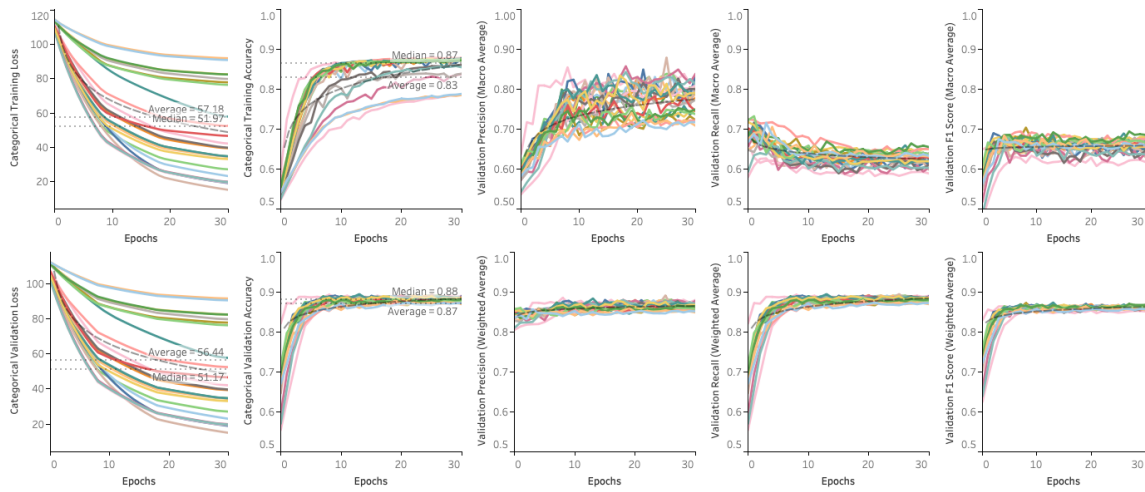 Categorical Training Loss
120
100
80
60
40
20
Average = 57.18
Median = 51.97
0 10 20 30
Epochs
Categorical Training Accuracy
1.0
0.9
0.8
0.7
0.6
0.5
Median = 0.87
Average = 0.83
0 10 20 30
Epochs
Validation Precision (Macro Average)
1.0
0.9
0.8
0.7
0.6
0.5
0 10 20 30
Epochs
Validation Recall (Macro Average)
1.0
0.9
0.8
0.7
0.6
0.5
0 10 20 30
Epochs
Validation F1 Score (Macro Average)
1.0
0.9
0.8
0.7
0.6
0.5
0 10 20 30
Epochs
Categorical Validation Loss
100
80
60
40
20
Average = 56.44
Median = 51.17
0 10 20 30
Epochs
Categorical Validation Accuracy
1.0
0.9
0.8
0.7
0.6
0.5
Median = 0.88
Average = 0.87
0 10 20 30
Epochs
Validation Precision (Weighted Average)
1.0
0.9
0.8
0.7
0.6
0.5
0 10 20 30
Epochs
Validation Recall (Weighted Average)
1.0
0.9
0.8
0.7
0.6
0.5
0 10 20 30
Epochs
Validation F1 Score (Weighted Average)
1.0
0.9
0.8
0.7
0.6
0.5
0 10 20 30
Epochs